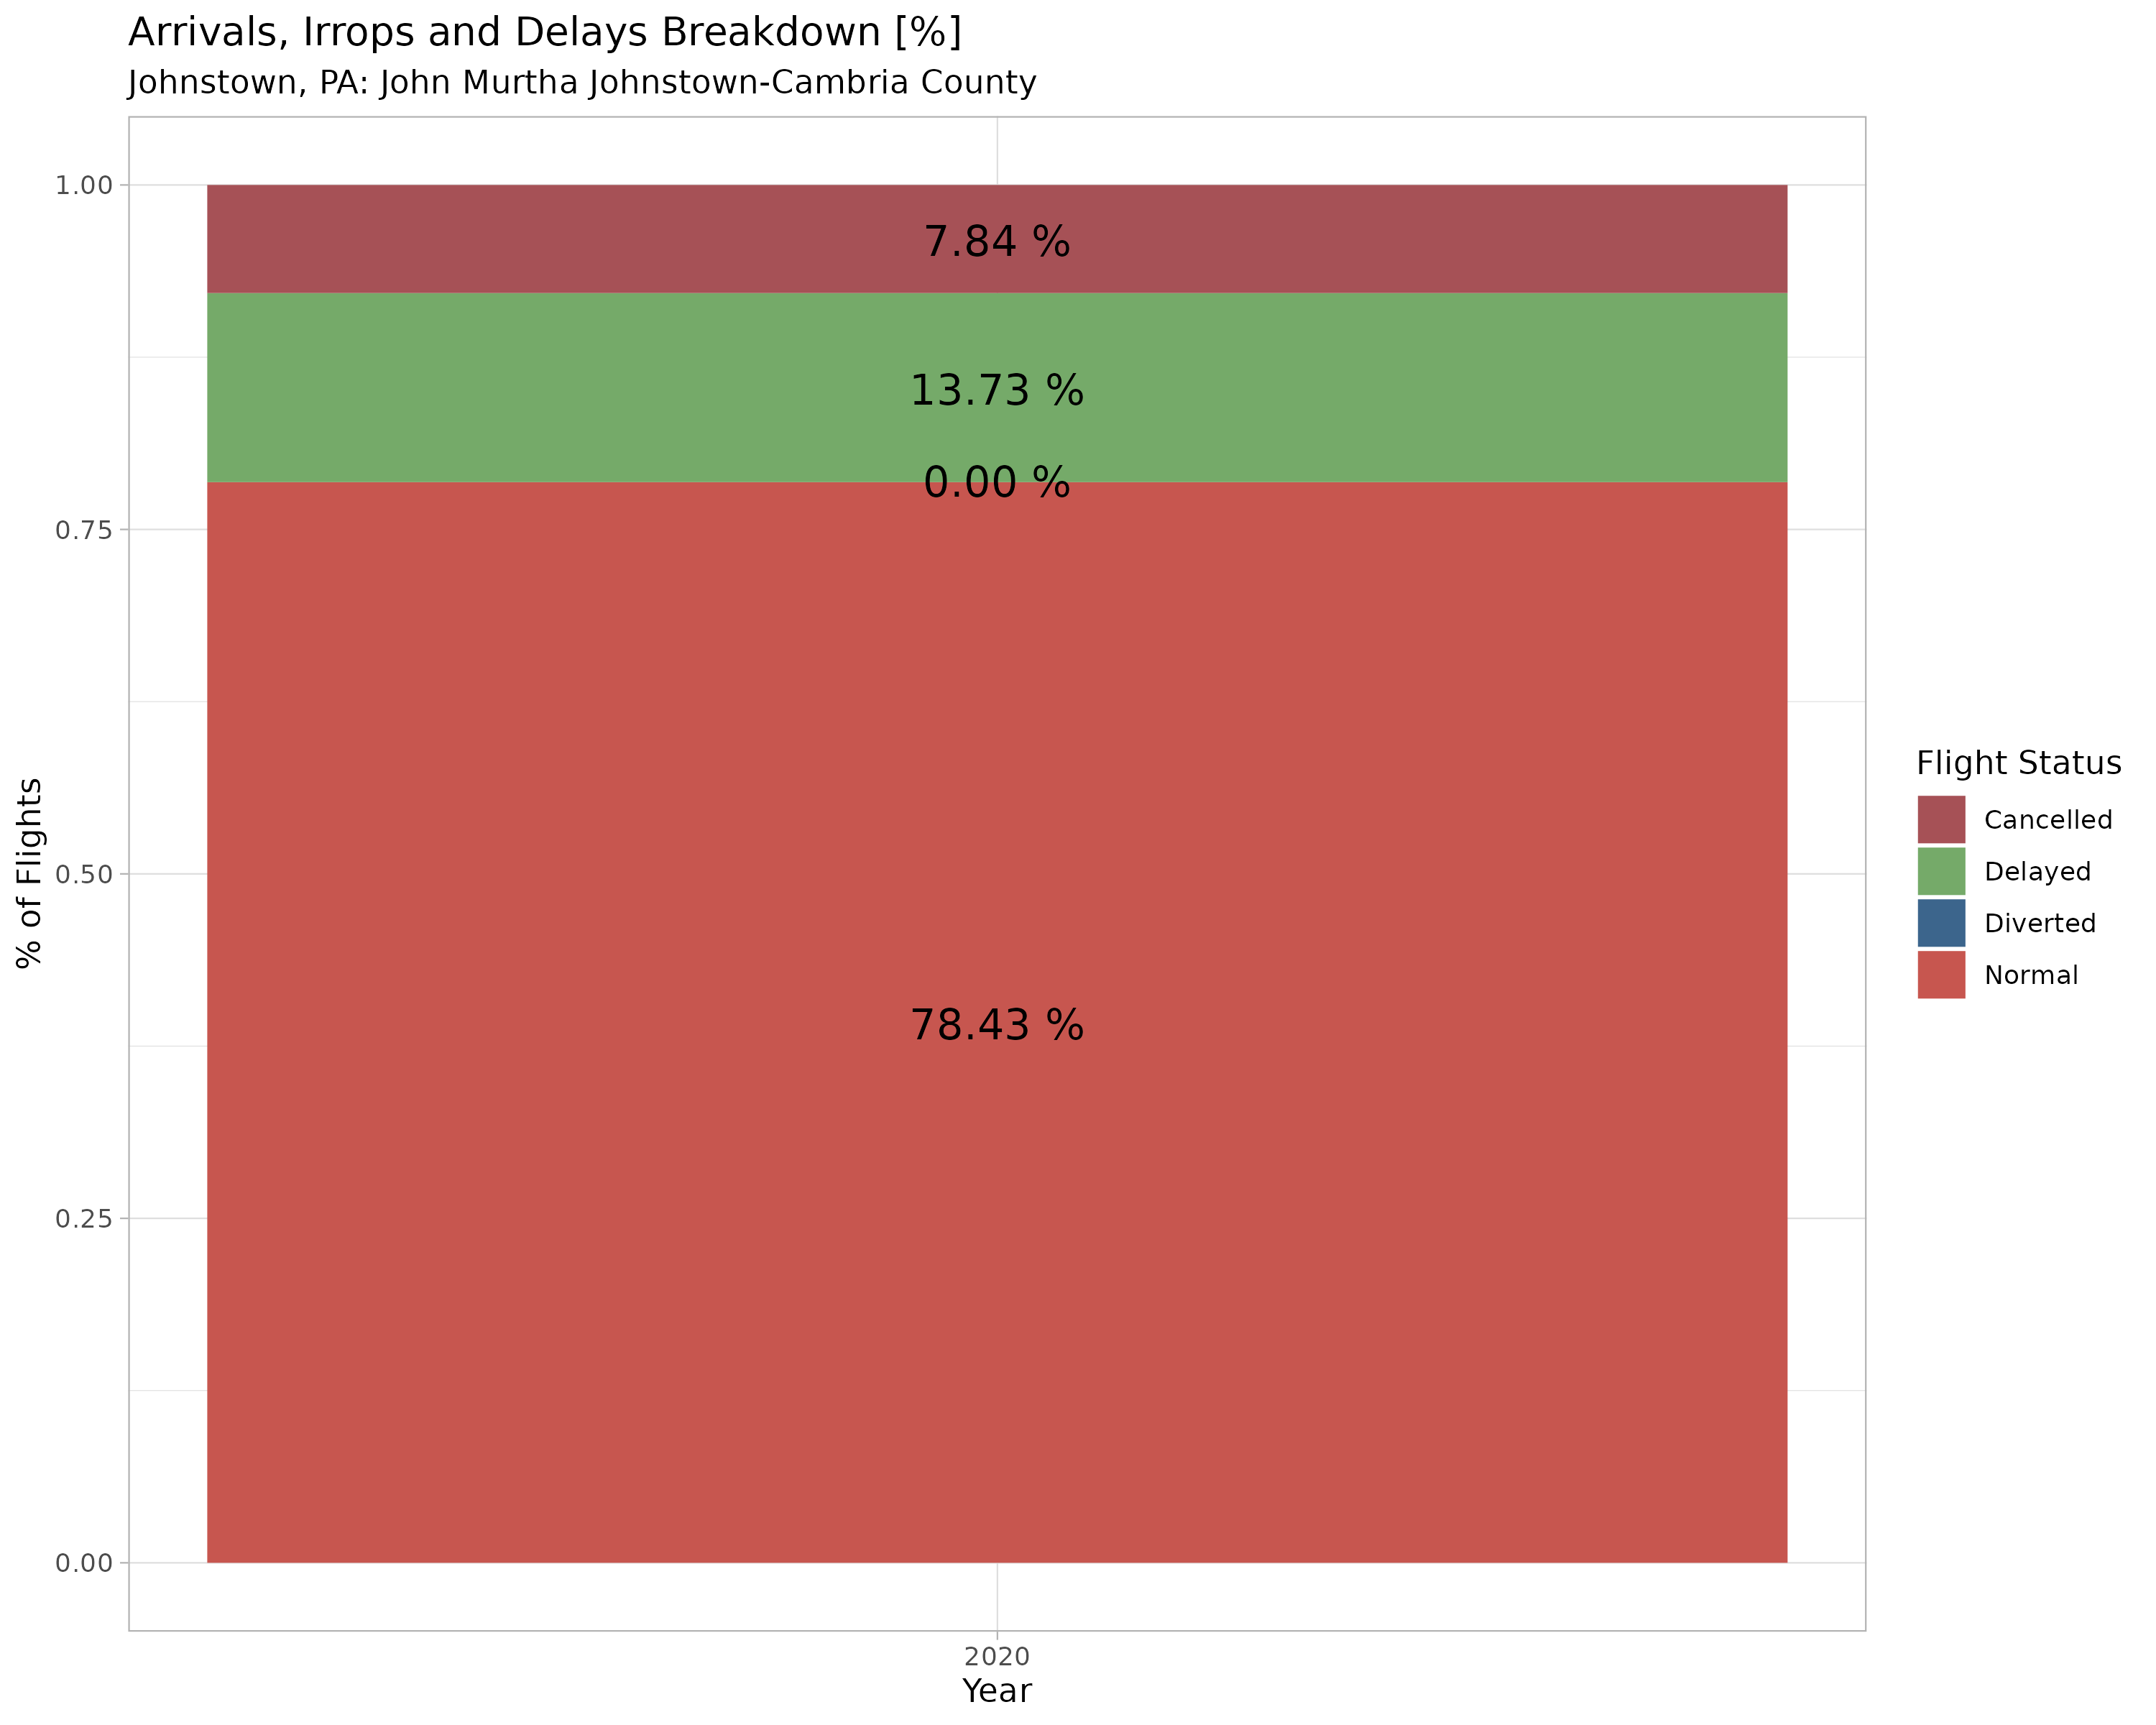 Arrivals, Irrops and Delays Breakdown [%]
Johnstown, PA: John Murtha Johnstown-Cambria County
% of Flights
1.00
0.75
0.50
0.25
0.00
7.84 %
13.73 %
0.00 %
78.43 %
2020
Year
Flight Status
Cancelled
Delayed
Diverted
Normal